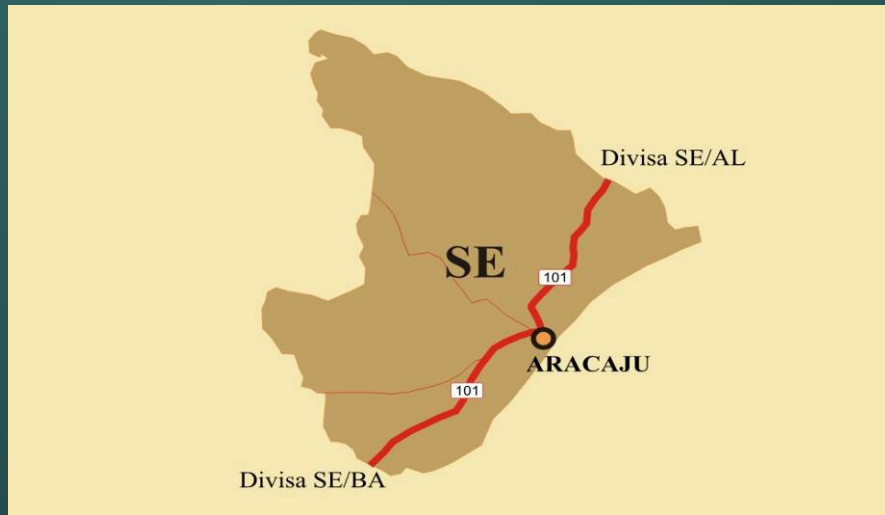 Divisa SE/AL
SE
101
ARACAJU
101
Divisa SE/BA